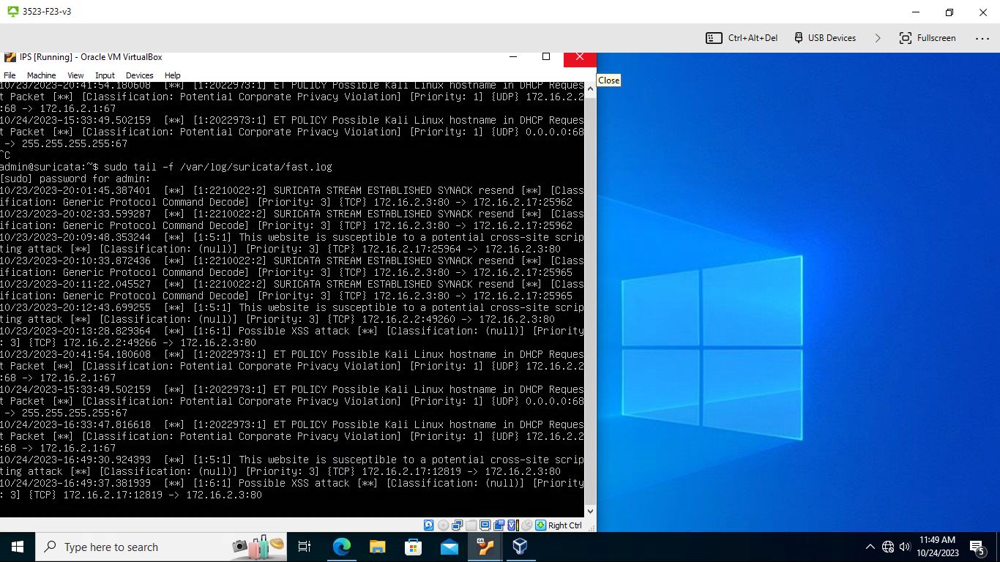 3523-F23-v3
Ctrl+Alt+Del
USB Devices
Fullscreen
IPS [Running] - Oracle VM VirtualBox
File Machine View Input Devices Help
Close
10/23/2023-20:41:54.180608 [**] [1:2022973:1] ET POLICY Possible Kali Linux hostname in DHCP Reques
t Packet [**] [Classification: Potential Corporate Privacy Violation] [Priority: 1] {UDP} 172.16.2.2
:68 -> 172.16.2.1:67
10/24/2023-15:33:49.502159 [**] [1:2022973:1] ET POLICY Possible Kali Linux hostname in DHCP Reques
t Packet [**] [Classification: Potential Corporate Privacy Violation] [Priority: 1] {UDP} 0.0.0.0:68
-> 255.255.255.255:67
^C
admin@suricata:~$ sudo tail -f /var/log/suricata/fast.log
[sudo] password for admin:
10/23/2023-20:01:45.387401 [**] [1:2210022:2] SURICATA STREAM ESTABLISHED SYNACK resend [**] [Class
ification: Generic Protocol Command Decode] [Priority: 3] {TCP} 172.16.2.3:80 -> 172.16.2.17:25962
10/23/2023-20:02:33.599287 [**] [1:2210022:2] SURICATA STREAM ESTABLISHED SYNACK resend [**] [Class
ification: Generic Protocol Command Decode] [Priority: 3] {TCP} 172.16.2.3:80 -> 172.16.2.17:25962
10/23/2023-20:09:48.353244 [**] [1:5:1] This website is susceptible to a potential cross-site scrip
ting attack [**] [Classification: (null)] [Priority: 3] {TCP} 172.16.2.17:25964 -> 172.16.2.3:80
10/23/2023-20:10:33.872436 [**] [1:2210022:2] SURICATA STREAM ESTABLISHED SYNACK resend [**] [Class
ification: Generic Protocol Command Decode] [Priority: 3] {TCP} 172.16.2.3:80 -> 172.16.2.17:25965
10/23/2023-20:11:22.045527 [**] [1:2210022:2] SURICATA STREAM ESTABLISHED SYNACK resend [**] [Class
ification: Generic Protocol Command Decode] [Priority: 3] {TCP} 172.16.2.3:80 -> 172.16.2.17:25965
10/23/2023-20:12:43.699255 [**] [1:5:1] This website is susceptible to a potential cross-site scrip
ting attack [**] [Classification: (null)] [Priority: 3] {TCP} 172.16.2.2:49260 -> 172.16.2.3:80
10/23/2023-20:13:28.829364 [**] [1:6:1] Possible XSS attack [**] [Classification: (null)] [Priority
: 3] {TCP} 172.16.2.2:49266 -> 172.16.2.3:80
10/23/2023-20:41:54.180608 [**] [1:2022973:1] ET POLICY Possible Kali Linux hostname in DHCP Reques
t Packet [**] [Classification: Potential Corporate Privacy Violation] [Priority: 1] {UDP} 172.16.2.2
:68 -> 172.16.2.1:67
10/24/2023-15:33:49.502159 [**] [1:2022973:1] ET POLICY Possible Kali Linux hostname in DHCP Reques
t Packet [**] [Classification: Potential Corporate Privacy Violation] [Priority: 1] {UDP} 0.0.0.0:68
-> 255.255.255.255:67
10/24/2023-16:33:47.816618 [**] [1:2022973:1] ET POLICY Possible Kali Linux hostname in DHCP Reques
t Packet [**] [Classification: Potential Corporate Privacy Violation] [Priority: 1] {UDP} 172.16.2.2
:68 -> 172.16.2.1:67
10/24/2023-16:49:30.924393 [**] [1:5:1] This website is susceptible to a potential cross-site scrip
ting attack [**] [Classification: (null)] [Priority: 3] {TCP} 172.16.2.17:12819 -> 172.16.2.3:80
10/24/2023-16:49:37.381939 [**] [1:6:1] Possible XSS attack [**] [Classification: (null)] [Priority
: 3] {TCP} 172.16.2.17:12819 -> 172.16.2.3:80
Right Ctrl
Type here to search
11:49 AM
10/24/2023
5